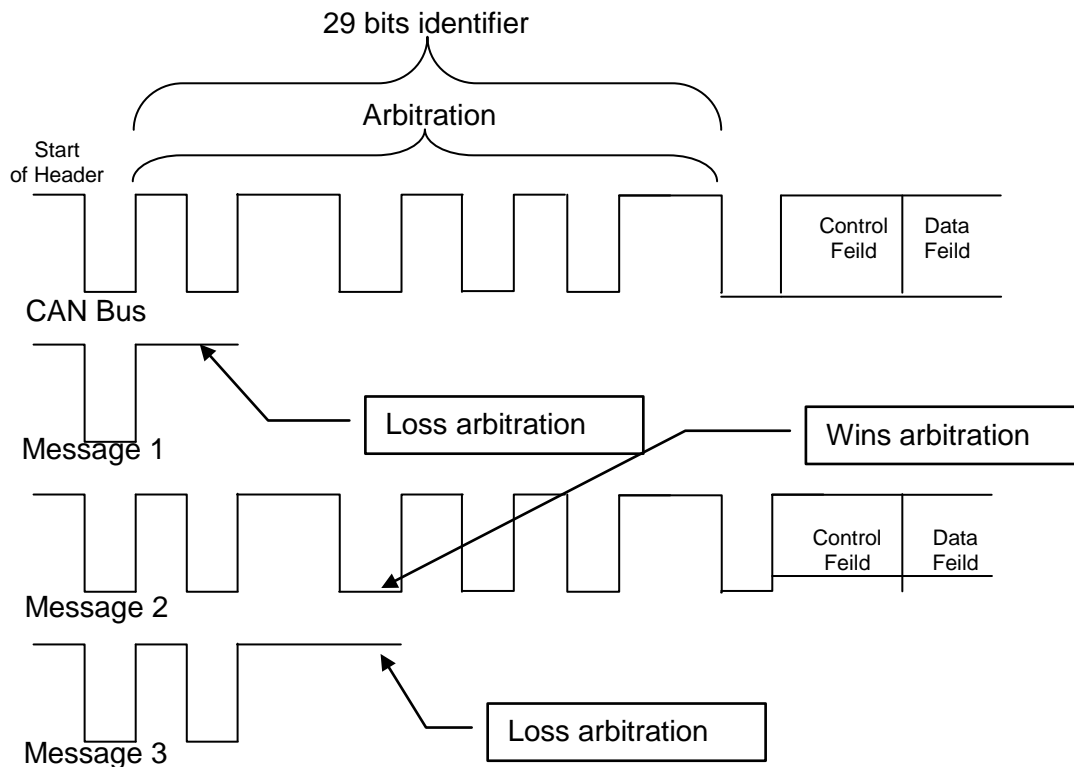 29 bits identifier
Arbitration
Start
of Header
Control
Feild
Data
Feild
CAN Bus
Loss arbitration
Wins arbitration
Message 1
Control
Feild
Data
Feild
Message 2
Loss arbitration
Message 3